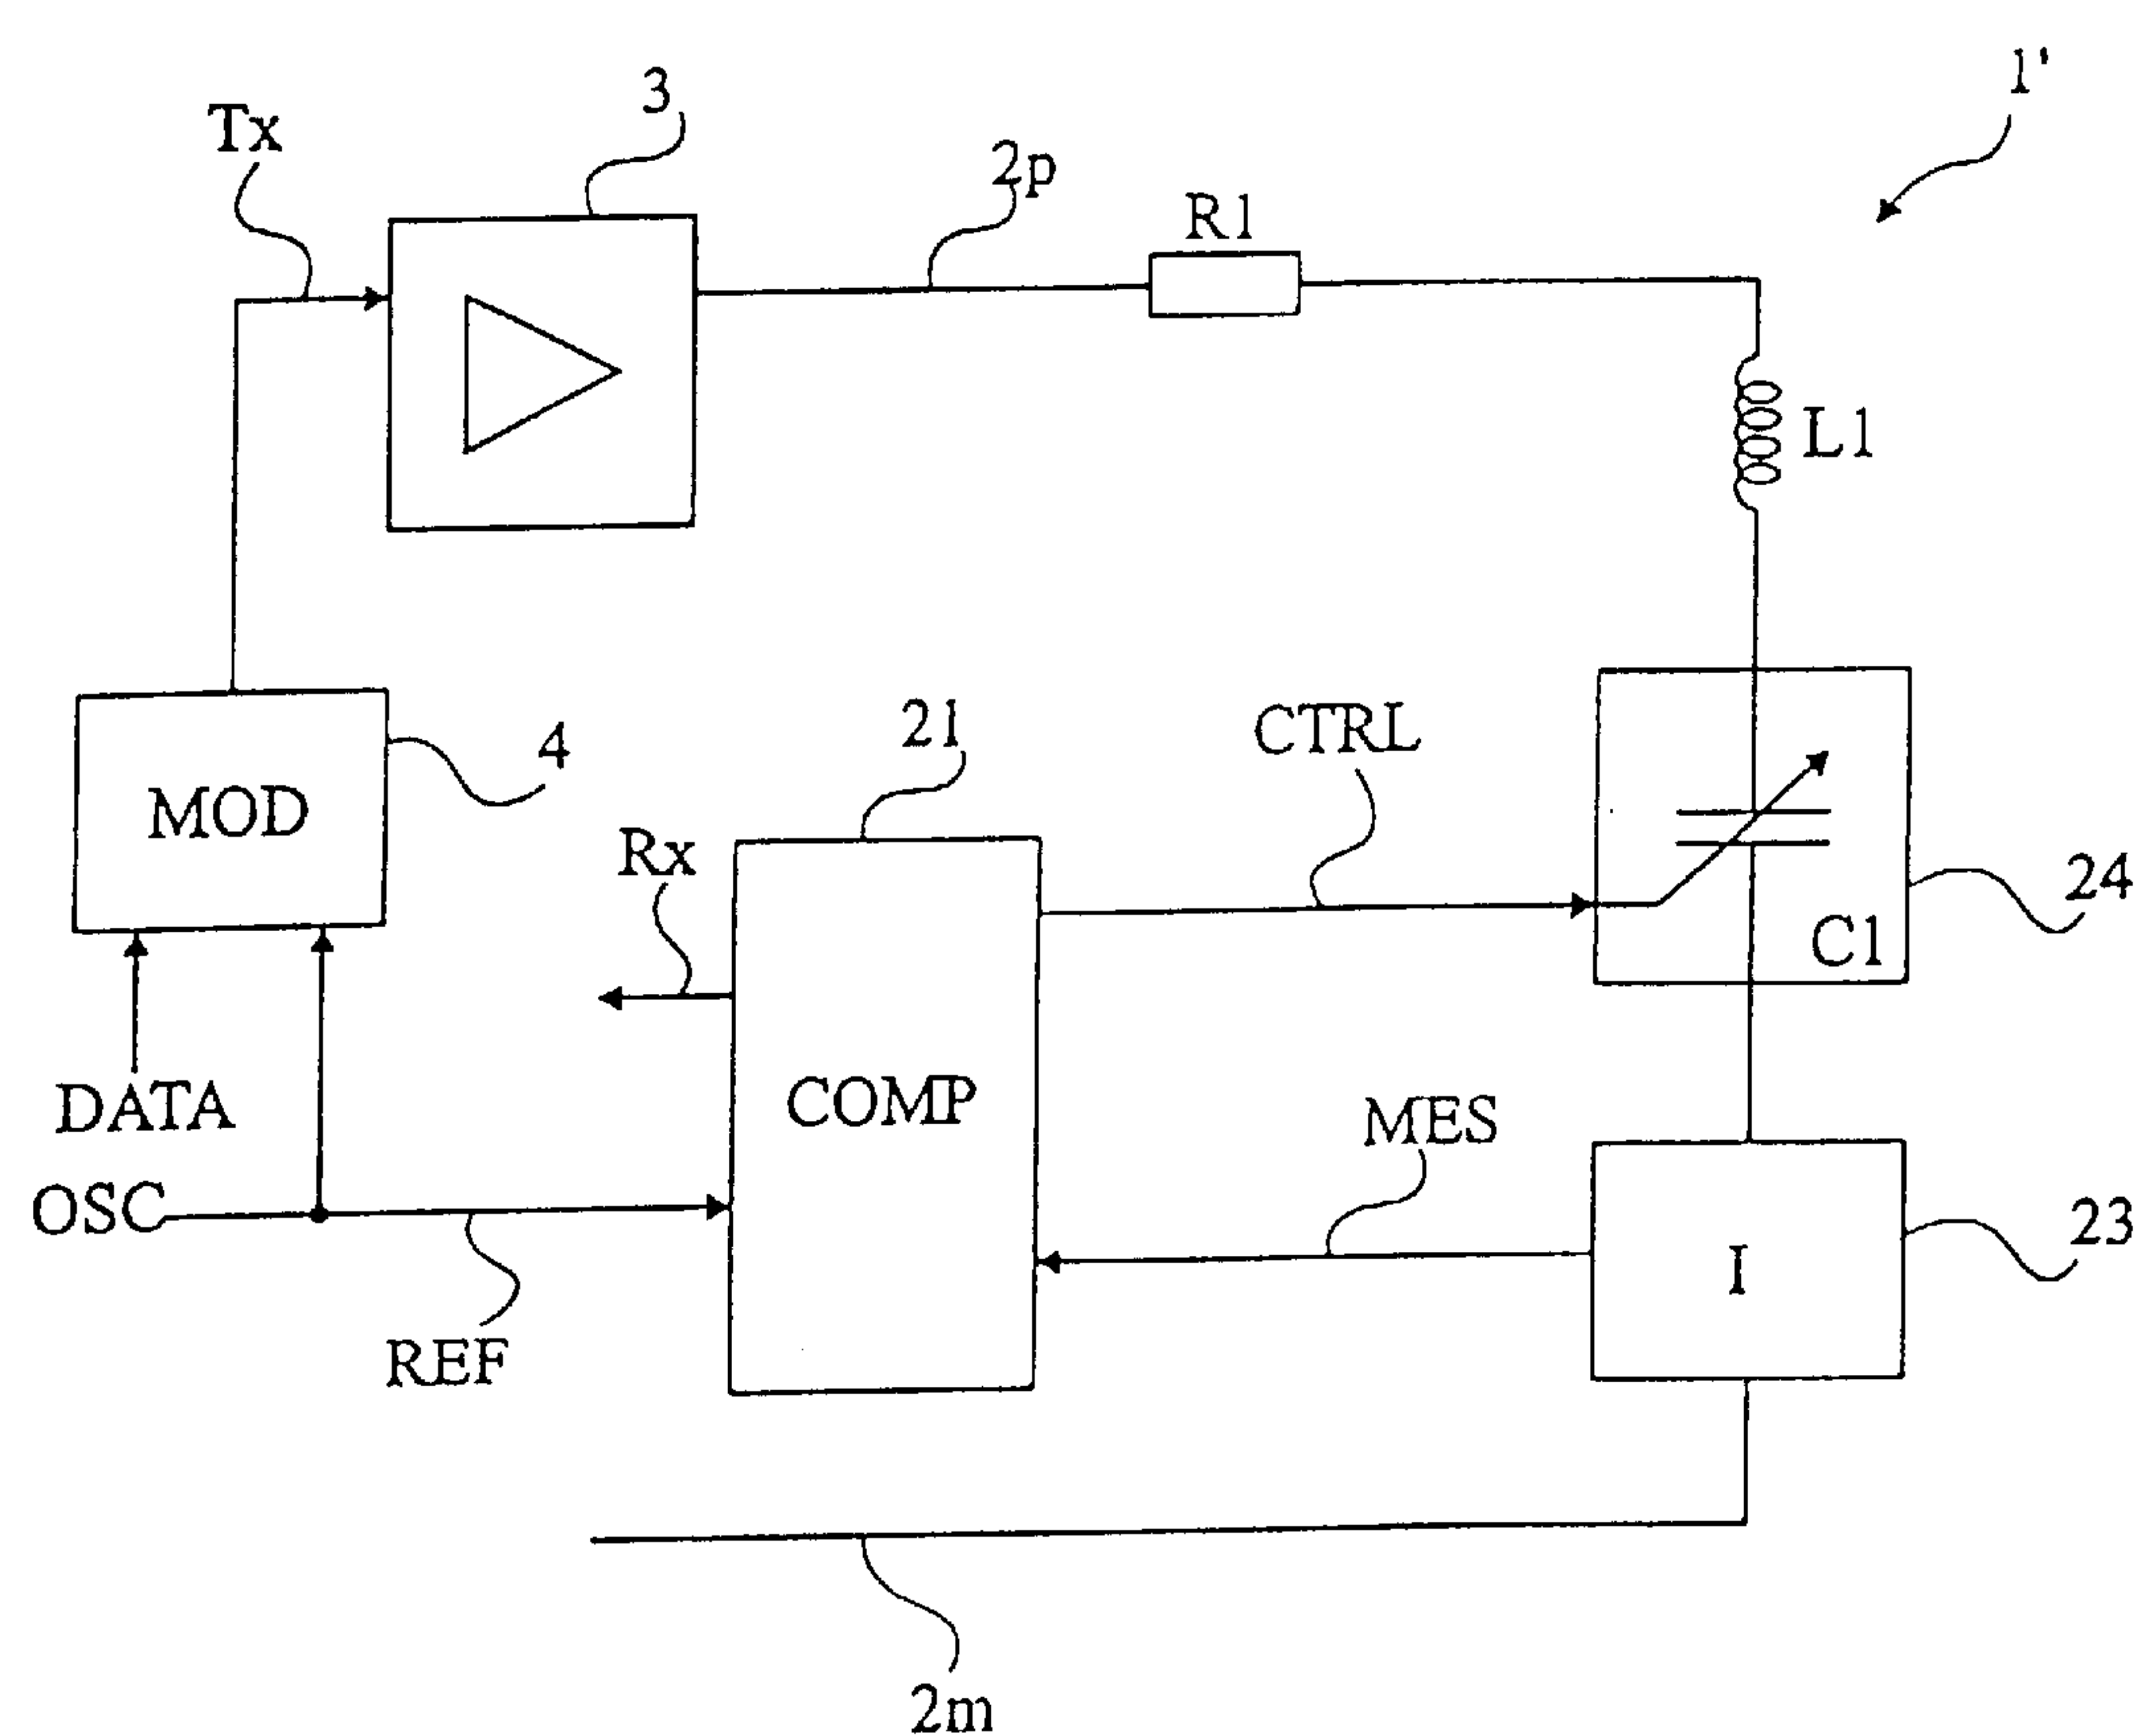 1'
3
Tx
2p
R1
L1
21
CTRL
4
MOD
Rx
24
C1
DATA
COMP
MES
OSC
23
I
REF
2m